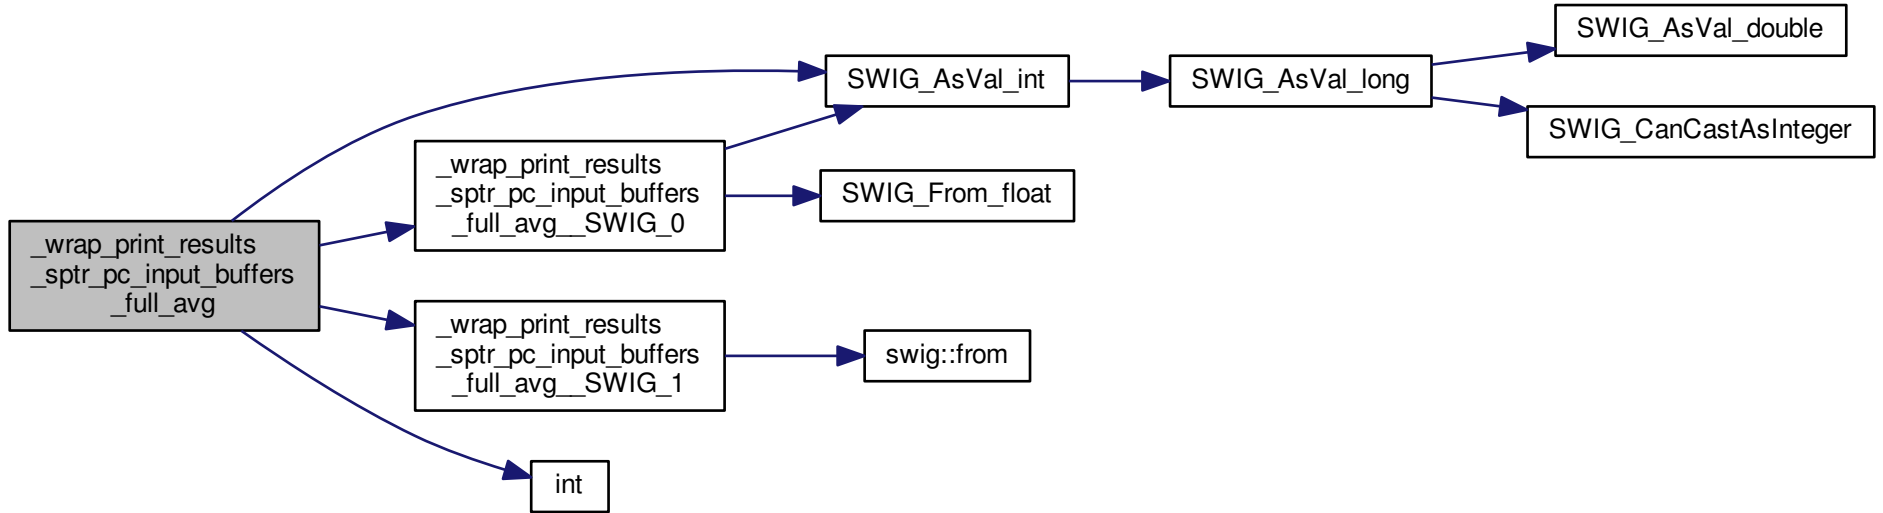 _wrap_print_results
_sptr_pc_input_buffers
_full_avg
_wrap_print_results
_sptr_pc_input_buffers
_full_avg__SWIG_0
_wrap_print_results
_sptr_pc_input_buffers
_full_avg__SWIG_1
int
SWIG_AsVal_int
SWIG_From_float
swig::from
SWIG_AsVal_long
SWIG_AsVal_double
SWIG_CanCastAsInteger